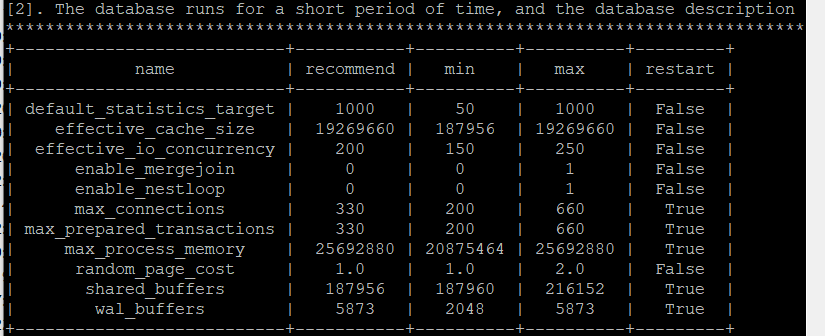 [2]. The database runs for a short period of time, and the database description
********************************************************************************
+----------------------------+-----------+----------+----------+---------+
| name | recommend | min | max | restart |
+----------------------------+-----------+----------+----------+---------+
| default_statistics_target | 1000 | 50 | 1000 | False |
| effective_cache_size | 19269660 | 187956 | 19269660 | False |
| effective_io_concurrency | 200 | 150 | 250 | False |
| enable_mergejoin | 0 | 0 | 1 | False |
| enable_nestloop | 0 | 0 | 1 | False |
| max_connections | 330 | 200 | 660 | True |
| max_prepared_transactions | 330 | 200 | 660 | True |
| max_process_memory | 25692880 | 20875464 | 25692880 | True |
| random_page_cost | 1.0 | 1.0 | 2.0 | False |
| shared_buffers | 187956 | 187960 | 216152 | True |
| wal_buffers | 5873 | 2048 | 5873 | True |
+----------------------------+-----------+----------+----------+---------+